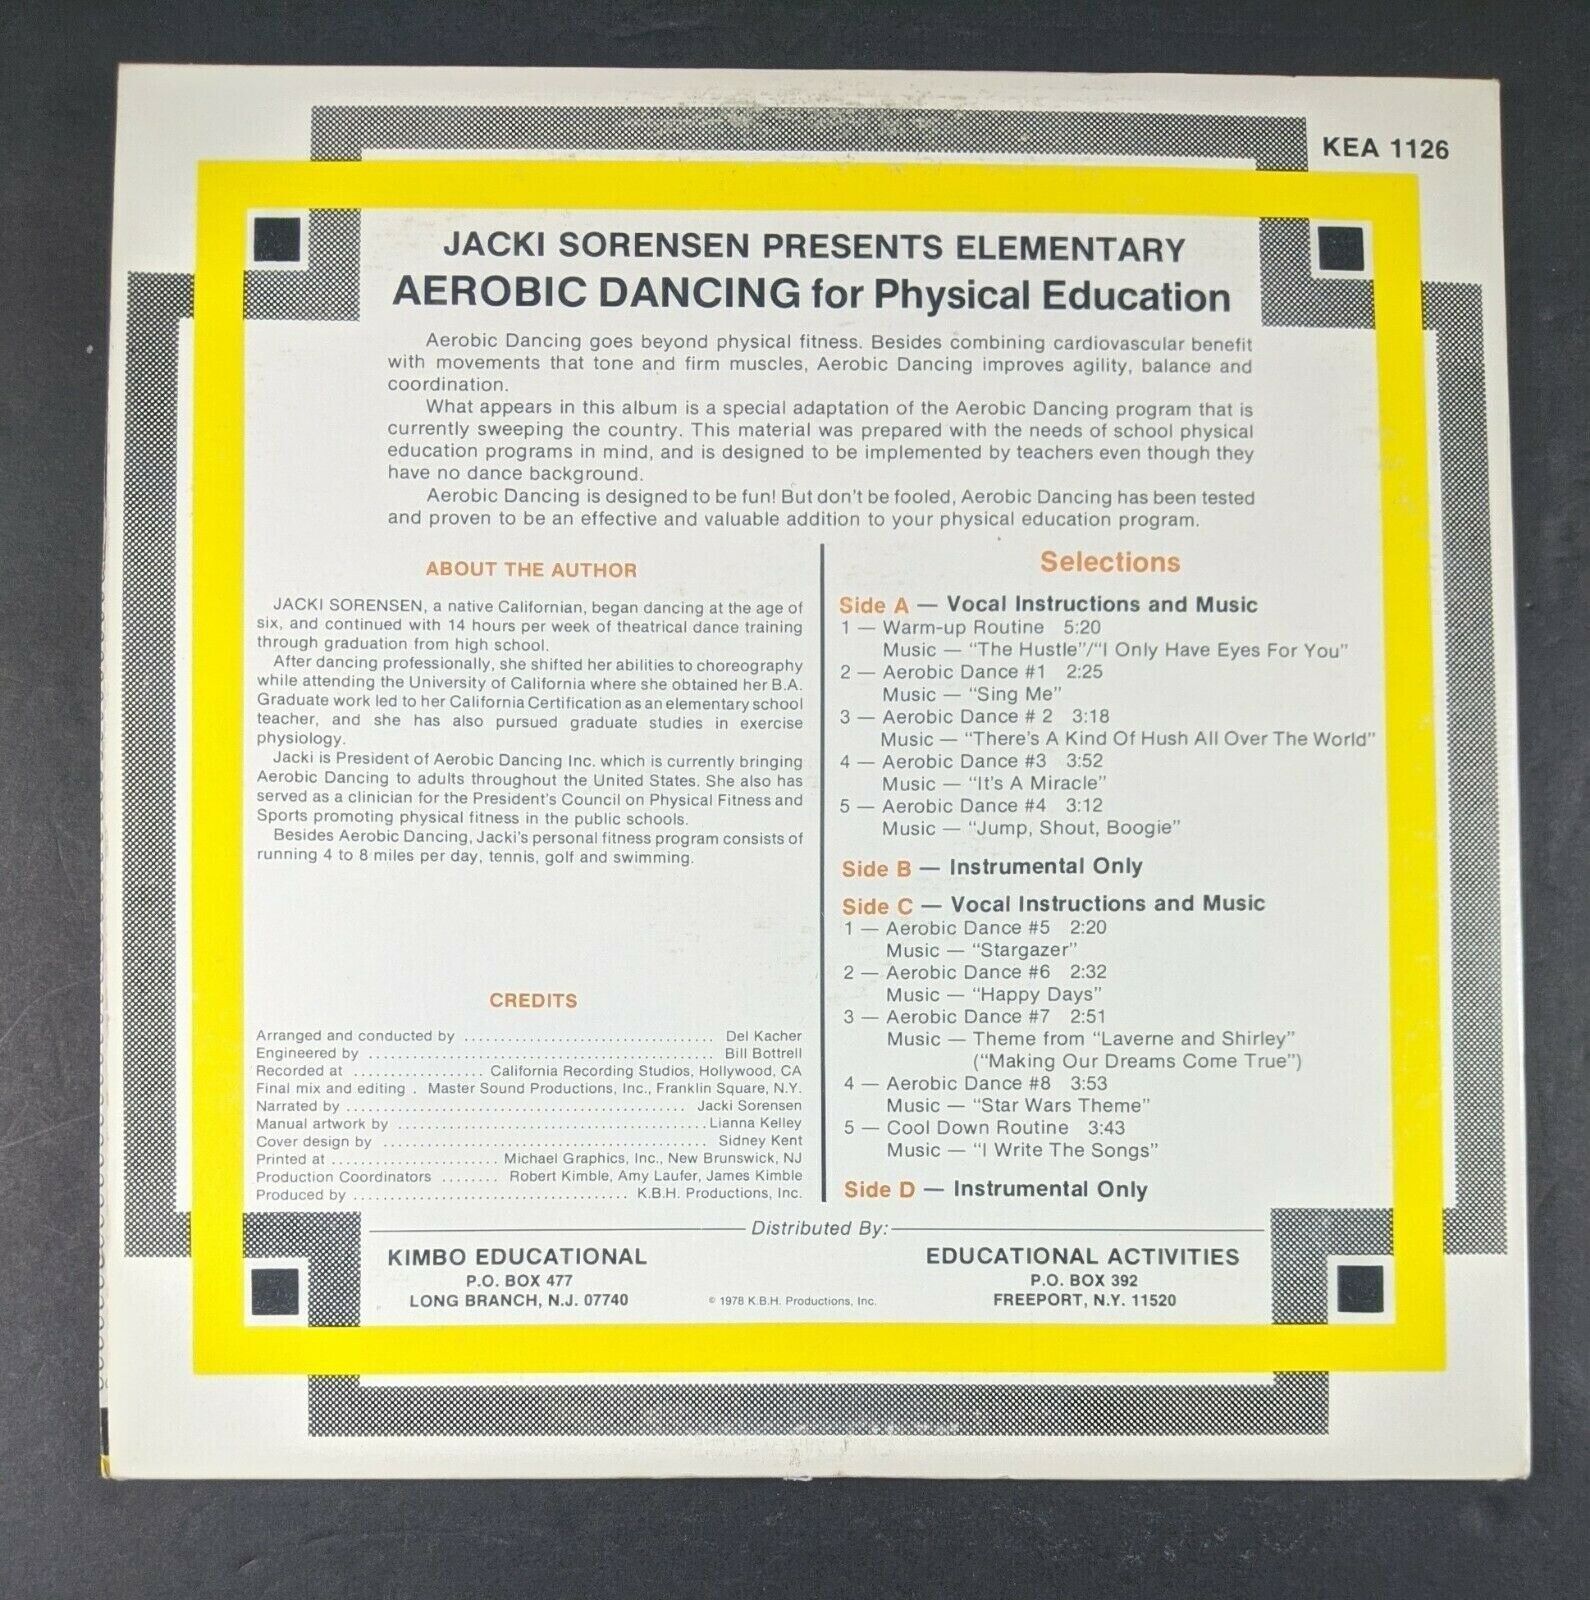 KEA 1126
JACKI SORENSEN PRESENTS ELEMENTARY
AEROBIC DANCING for Physical Education
Aerobic Dancing goes beyond physical fitness. Besides combining cardiovascular benefit
with movements that tone and firm muscles, Aerobic Dancing improves agility, balance and
coordination.
What appears in this album is a special adaptation of the Aerobic Dancing program that is
currently sweeping the country. This material was prepared with the needs of school physical
education programs in mind, and is designed to be implemented by teachers even though they
have no dance background.
Aerobic Dancing is designed to be fun! But don't be fooled, Aerobic Dancing has been tested
and proven to be an effective and valuable addition to your physical education program.
ABOUT THE AUTHOR
JACKI SORENSEN, a native Californian, began dancing at the age of
six, and continued with 14 hours per week of theatrical dance training
through graduation from high school.
After dancing professionally, she shifted her abilities to choreography
while attending the University of California where she obtained her B.A.
Graduate work led to her California Certification as an elementary school
teacher, and she has also pursued graduate studies in exercise
physiology.
Jacki is President of Aerobic Dancing Inc. which is currently bringing
Aerobic Dancing to adults throughout the United States. She also has
served as a clinician for the President's Council on Physical Fitness and
Sports promoting physical fitness in the public schools.
Besides Aerobic Dancing, Jacki's personal fitness program consists of
running 4 to 8 miles per day, tennis, golf and swimming.
CREDITS
Arranged and conducted by .................................. Del Kacher
Engineered by ................................................ Bill Bottrell
Recorded at .................. California Recording Studios, Hollywood, CA
Final mix and editing . Master Sound Productions, Inc., Franklin Square, N.Y.
Narrated by ............................................... Jacki Sorensen
Manual artwork by .......................................... Lianna Kelley
Cover design by ............................................ Sidney Kent
Printed at ....................... Michael Graphics, Inc., New Brunswick, NJ
Production Coordinators ........ Robert Kimble, Amy Laufer, James Kimble
Produced by ...................................... K.B.H. Productions, Inc.
Selections
Side A — Vocal Instructions and Music
1 — Warm-up Routine 5:20
Music — "The Hustle"/"I Only Have Eyes For You"
2 — Aerobic Dance #1 2:25
Music — "Sing Me"
3 — Aerobic Dance # 2 3:18
Music — "There's A Kind Of Hush All Over The World"
4 — Aerobic Dance #3 3:52
Music — "It's A Miracle"
5 — Aerobic Dance #4 3:12
Music — "Jump, Shout, Boogie"
Side B — Instrumental Only
Side C — Vocal Instructions and Music
1 — Aerobic Dance #5 2:20
Music — "Stargazer"
2 — Aerobic Dance #6 2:32
Music — "Happy Days"
3 — Aerobic Dance #7 2:51
Music — Theme from "Laverne and Shirley"
("Making Our Dreams Come True")
4 — Aerobic Dance #8 3:53
Music — "Star Wars Theme"
5 — Cool Down Routine 3:43
Music — "I Write The Songs"
Side D — Instrumental Only
Distributed By:
KIMBO EDUCATIONAL
P.O. BOX 477
LONG BRANCH, N.J. 07740
© 1978 K.B.H. Productions, Inc.
EDUCATIONAL ACTIVITIES
P.O. BOX 392
FREEPORT, N.Y. 11520